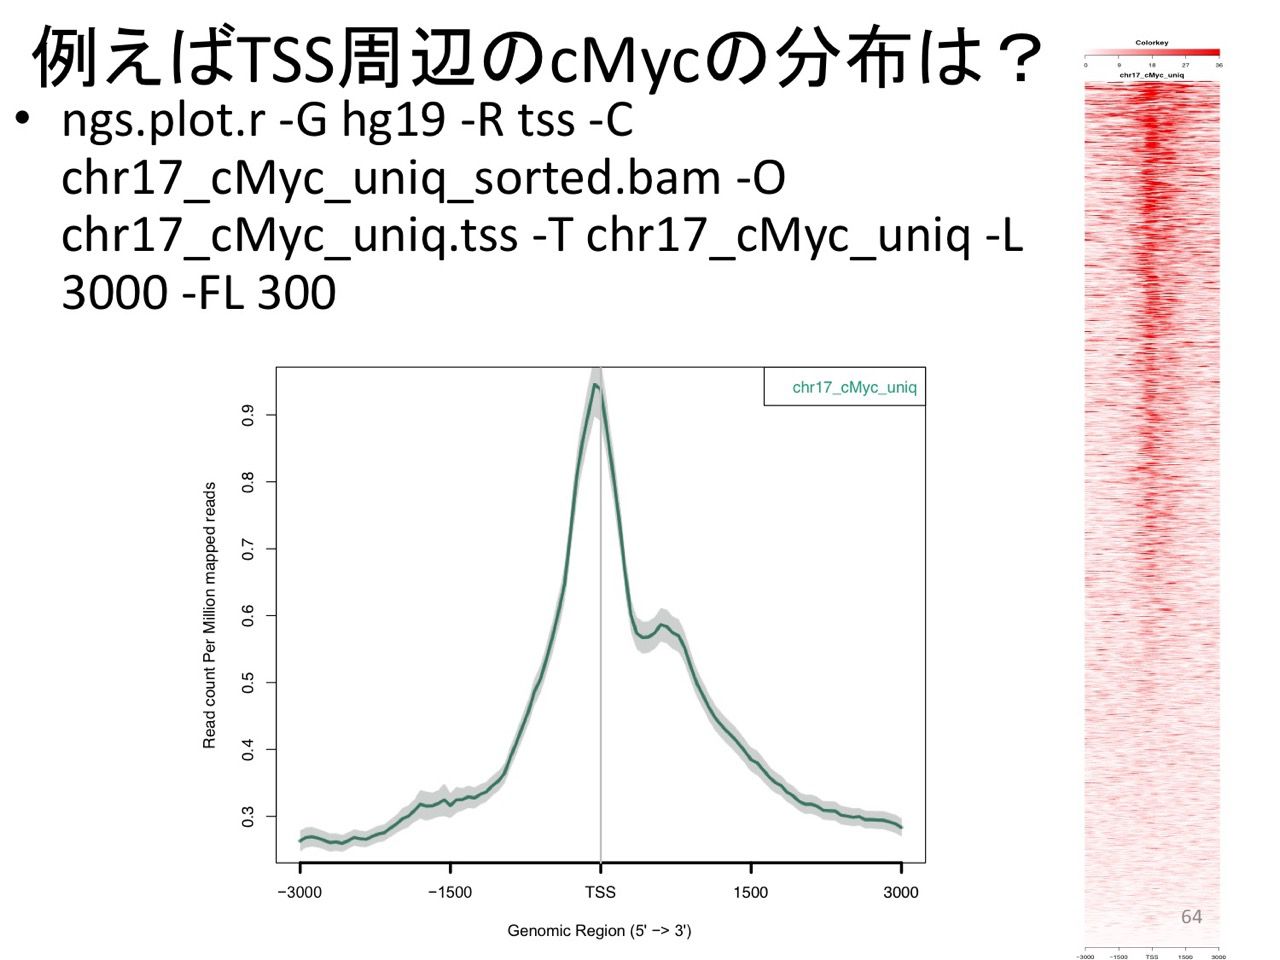 例えばTSS周辺のcMycの分布は？
• ngs.plot.r -G hg19 -R tss -C
chr17_cMyc_uniq_sorted.bam -O
chr17_cMyc_uniq.tss -T chr17_cMyc_uniq -L
3000 -FL 300
Colorkey
0 9 18 27 36
chr17_cMyc_uniq
chr17_cMyc_uniq
Read count Per Million mapped reads
0.9
0.8
0.7
0.6
0.5
0.4
0.3
−3000 −1500 TSS 1500 3000
Genomic Region (5' −> 3')
64
−3000 −1500 TSS 1500 3000